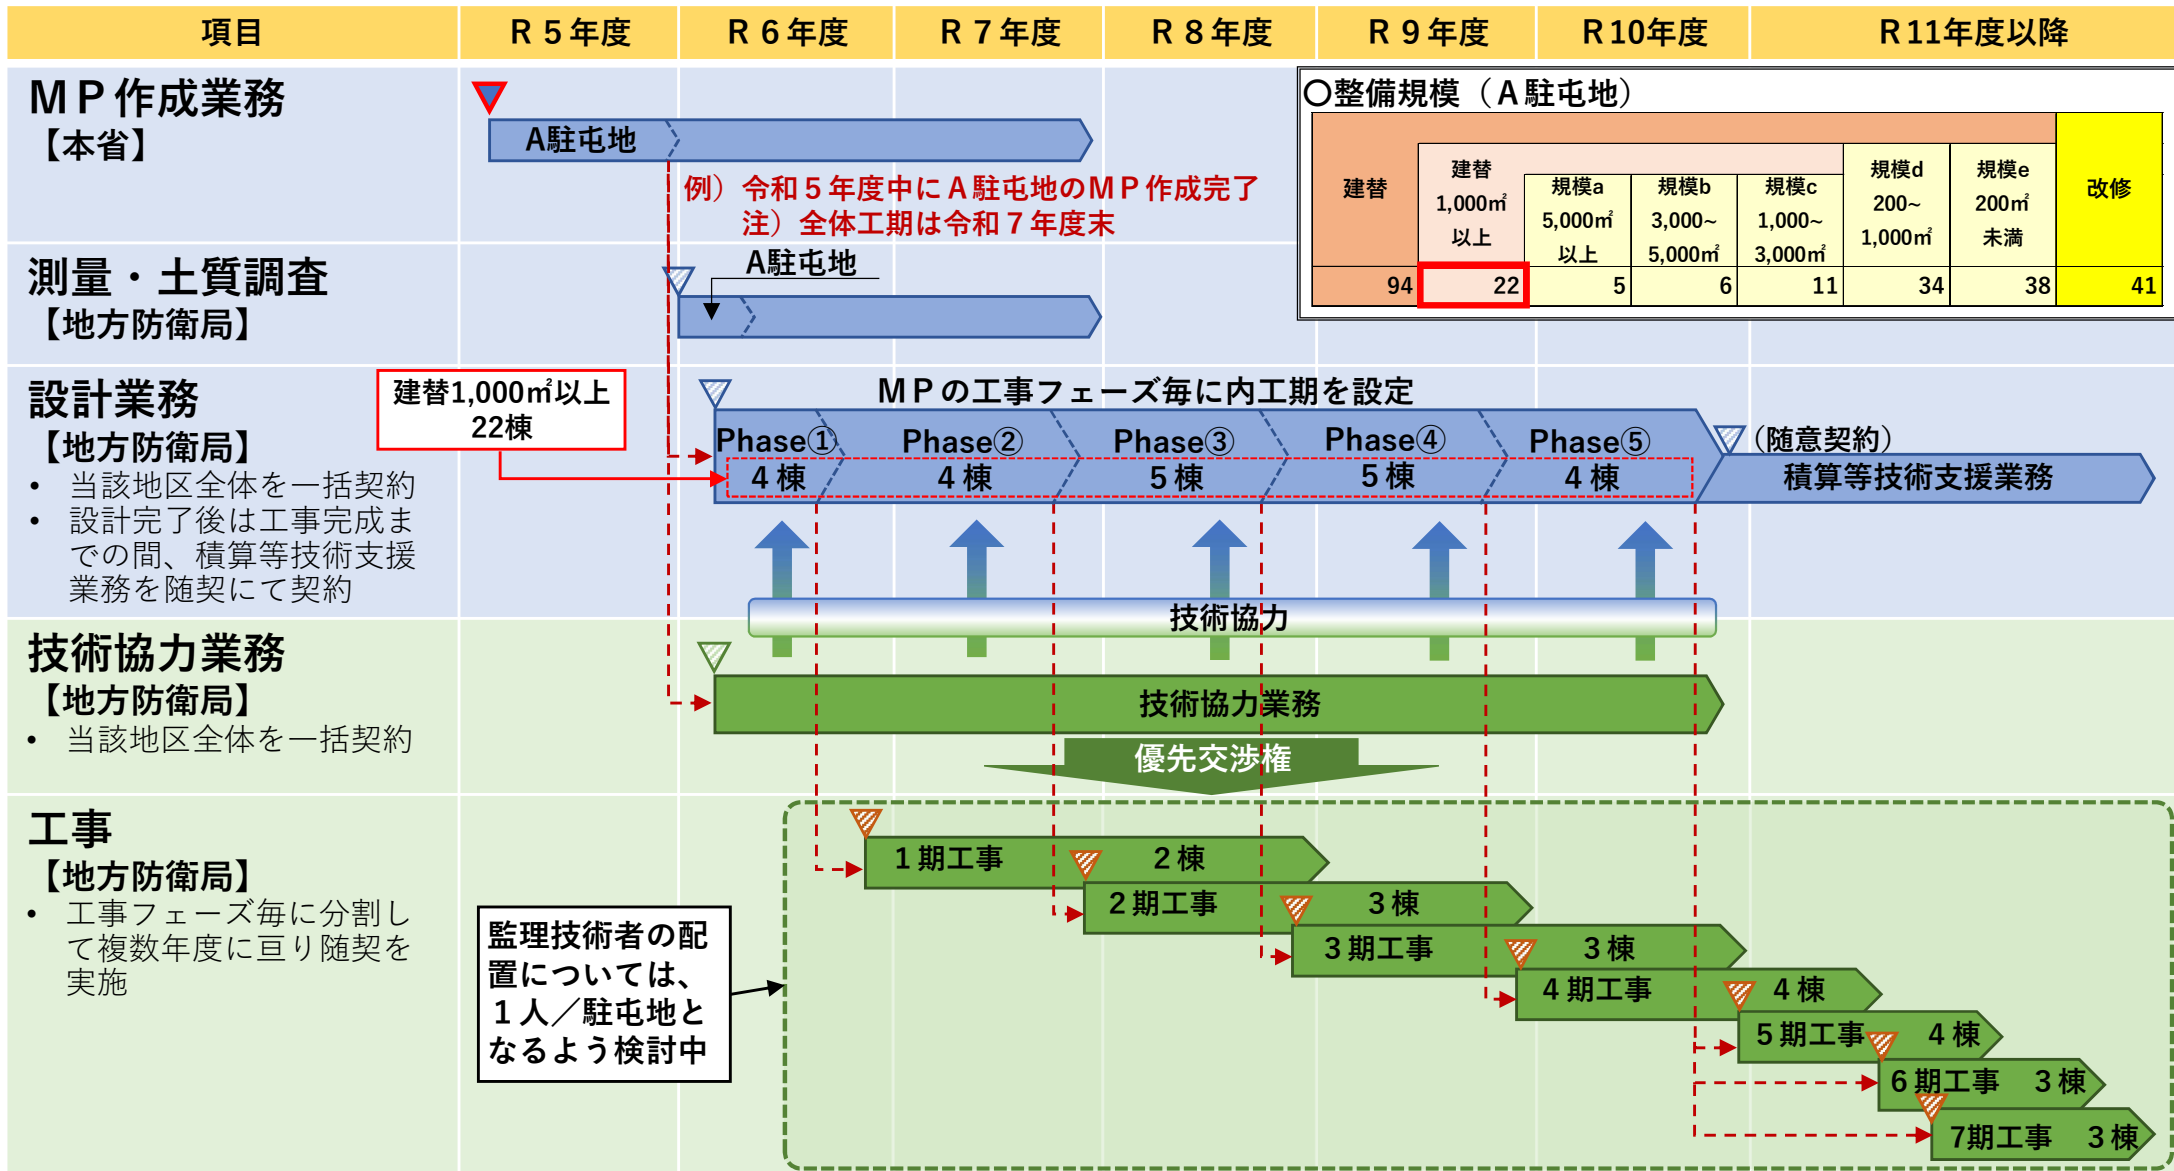 項目
Ｒ５年度
Ｒ６年度
Ｒ７年度
Ｒ８年度
Ｒ９年度
Ｒ10年度
Ｒ11年度以降
ＭＰ作成業務
【本省】
A駐屯地
例）令和５年度中にＡ駐屯地のＭＰ作成完了
注）全体工期は令和７年度末
〇整備規模（Ａ駐屯地）
建替
建替
1,000㎡
以上
規模a
5,000㎡
以上
規模b
3,000~
5,000㎡
規模c
1,000~
3,000㎡
規模d
200~
1,000㎡
規模e
200㎡
未満
改修
94
22
5
6
11
34
38
41
測量・土質調査
【地方防衛局】
A駐屯地
設計業務
【地方防衛局】
• 当該地区全体を一括契約
• 設計完了後は工事完成ま
での間、積算等技術支援
業務を随契にて契約
建替1,000㎡以上
22棟
ＭＰの工事フェーズ毎に内工期を設定
Phase①
４棟
Phase②
４棟
Phase③
５棟
Phase④
５棟
Phase⑤
４棟
（随意契約）
積算等技術支援業務
技術協力
技術協力業務
【地方防衛局】
• 当該地区全体を一括契約
技術協力業務
優先交渉権
工事
【地方防衛局】
• 工事フェーズ毎に分割し
て複数年度に亘り随契を
実施
監理技術者の配
置については、
１人／駐屯地と
なるよう検討中
１期工事 ２棟
２期工事 ３棟
３期工事 ３棟
４期工事 ４棟
５期工事 ４棟
６期工事 ３棟
7期工事 ３棟